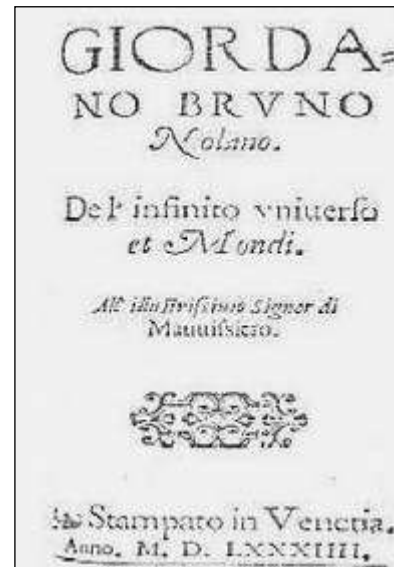 GIORDA=
NO BRVNO
Nolano.
De l' infinito vniuerſo
et Mondi.
All' illuſtriſsimo Signor di
Mauuiſsiero.
Stampato in Venetia.
Anno. M. D. LXXXIIII.